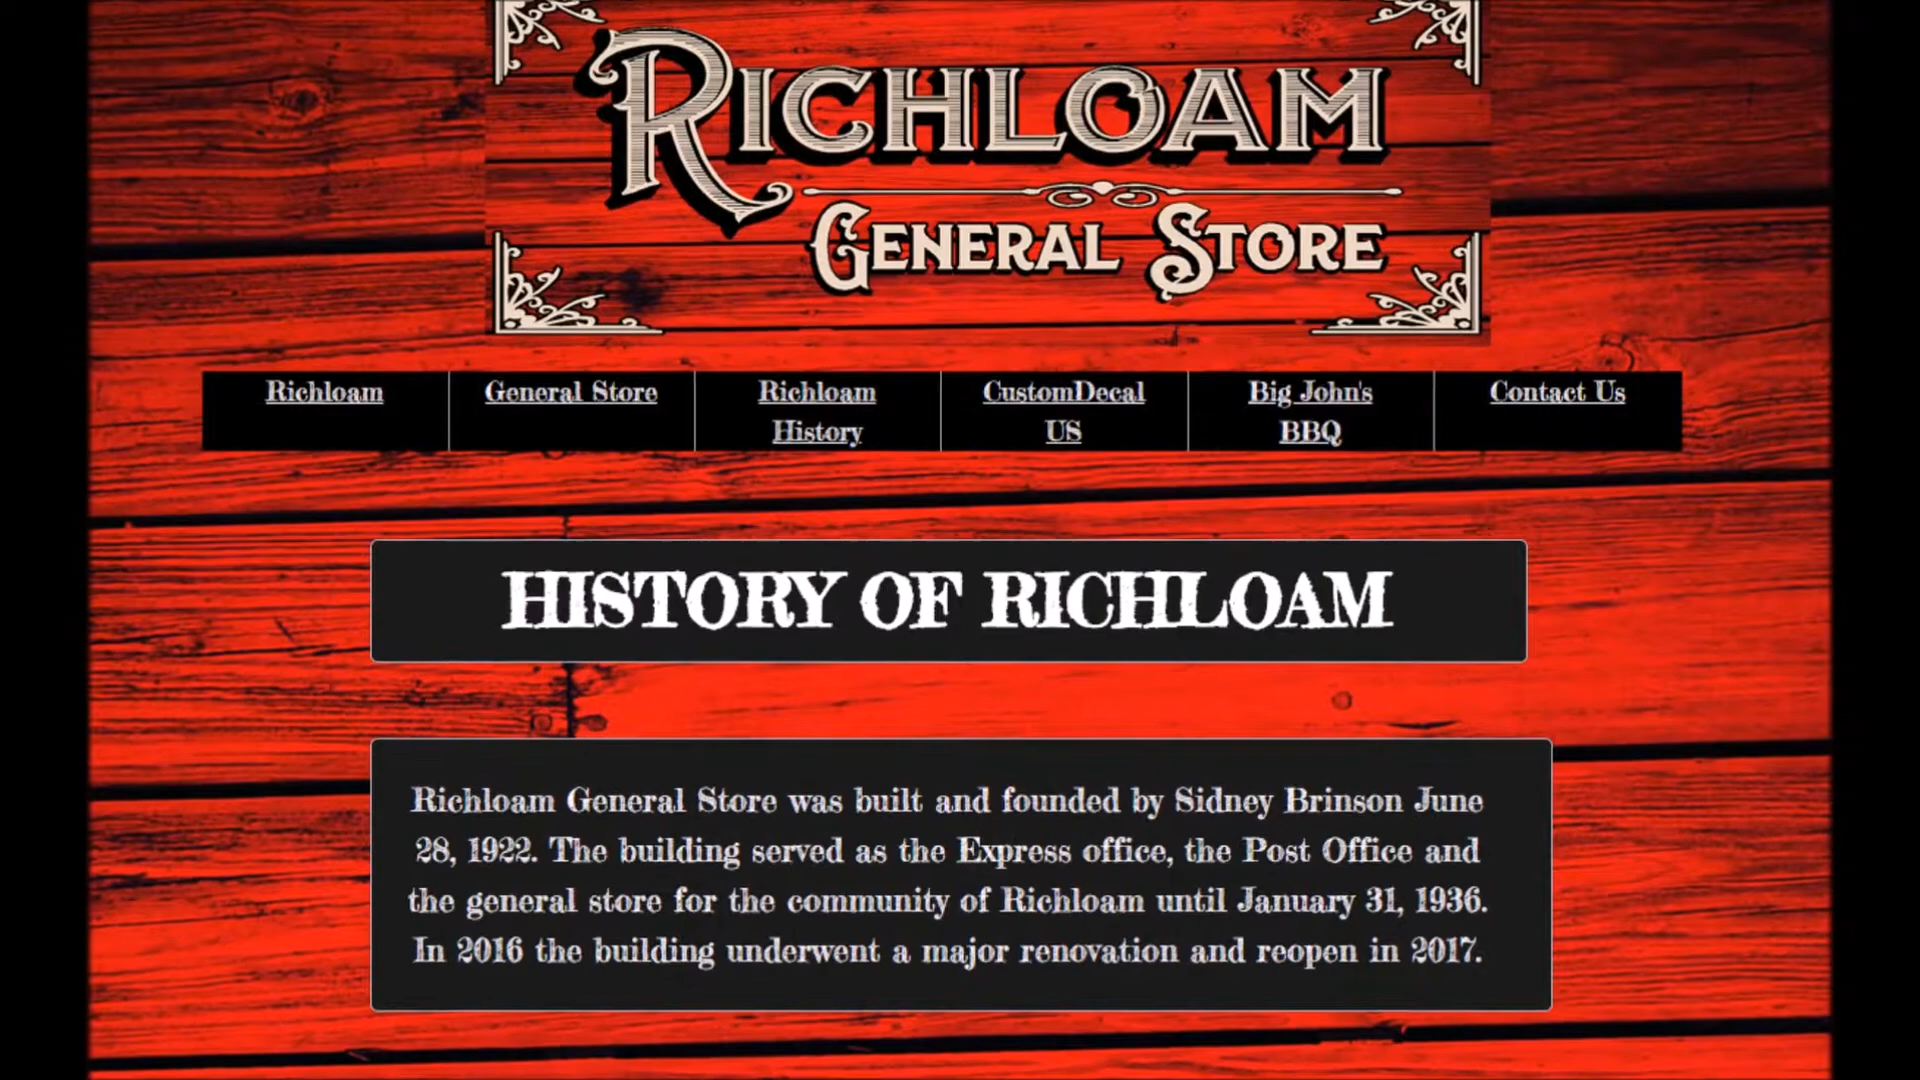 RICHLOAM
GENERAL STORE
Richloam General Store Richloam CustomDecal Big John's Contact Us
History US BBQ
HISTORY OF RICHLOAM
Richloam General Store was built and founded by Sidney Brinson June
28, 1922. The building served as the Express office, the Post Office and
the general store for the community of Richloam until January 31, 1936.
In 2016 the building underwent a major renovation and reopen in 2017.